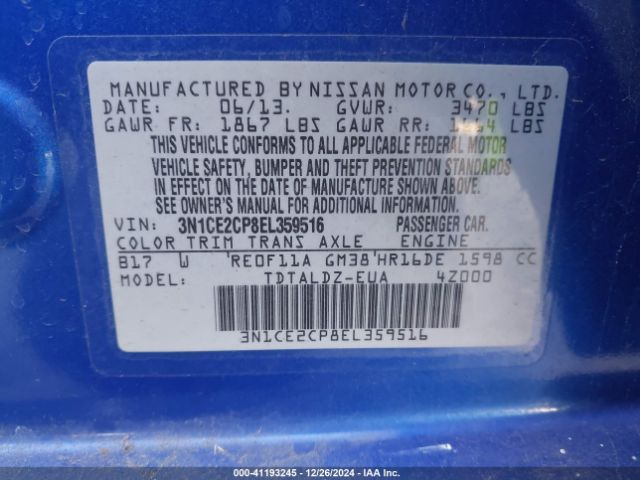 MANUFACTURED BY NISSAN MOTOR CO., LTD.
DATE: 06/13. GVWR: 3470 LBS
GAWR FR: 1867 LBS GAWR RR: LBS
THIS VEHICLE CONFORMS TO ALL APPLICABLE FEDERAL MOTOR
VEHICLE SAFETY, BUMPER AND THEFT PREVENTION STANDARDS
IN EFFECT ON THE DATE OF MANUFACTURE SHOWN ABOVE.
SEE OWNER'S MANUAL FOR ADDITIONAL INFORMATION.
VIN: 3N1CE2CP8EL359516 PASSENGER CAR.
COLOR TRIM TRANS AXLE ENGINE
B17 W 'RE0F11A GM38'HR16DE 1598 CC
MODEL: TDTALDZ-EUA 4Z000
3N1CE2CP8EL359516
000-41193245 - 12/26/2024 - IAA Inc.